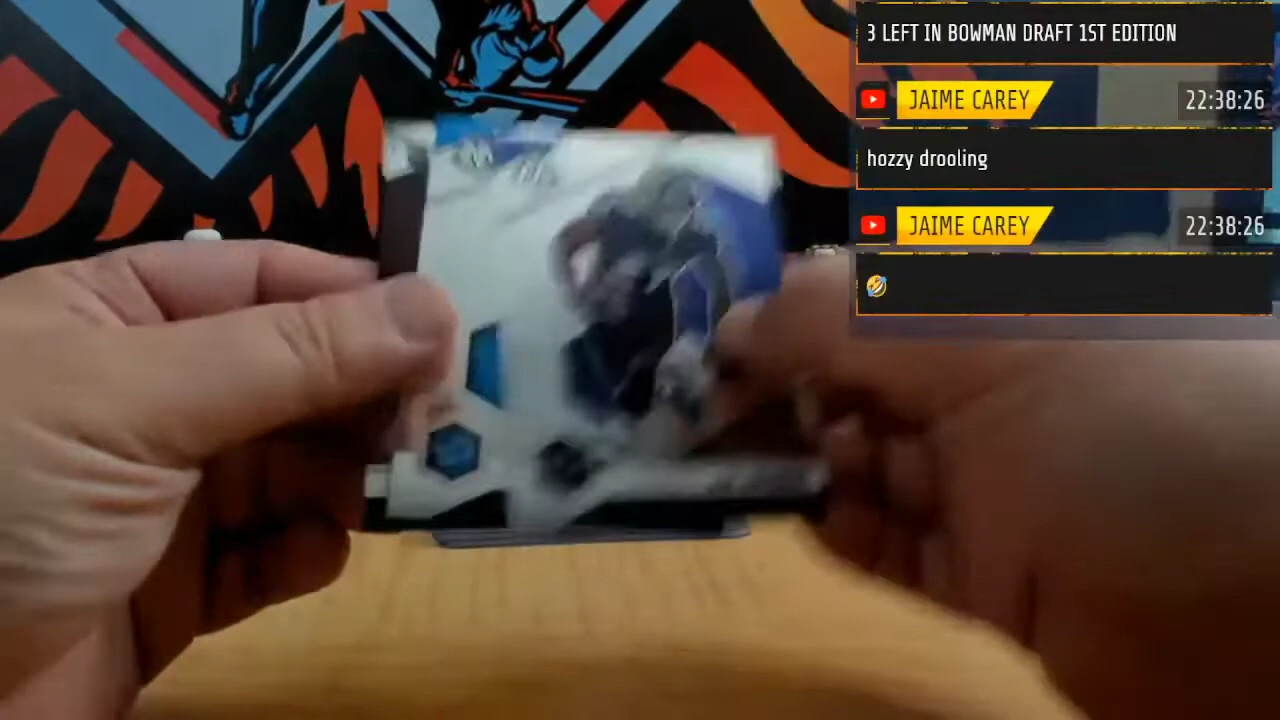 3 LEFT IN BOWMAN DRAFT 1ST EDITION
JAIME CAREY 22:38:26
hozzy drooling
JAIME CAREY 22:38:26
🤣